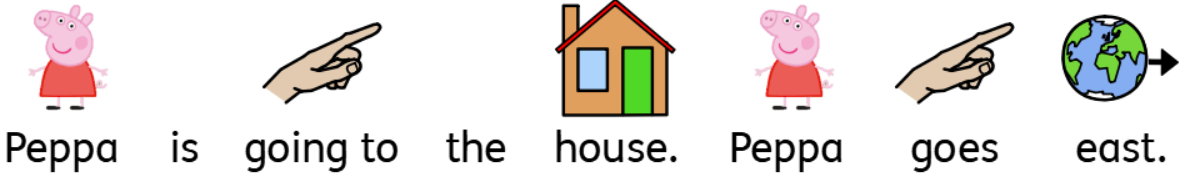 Peppa is going to the house. Peppa goes east.